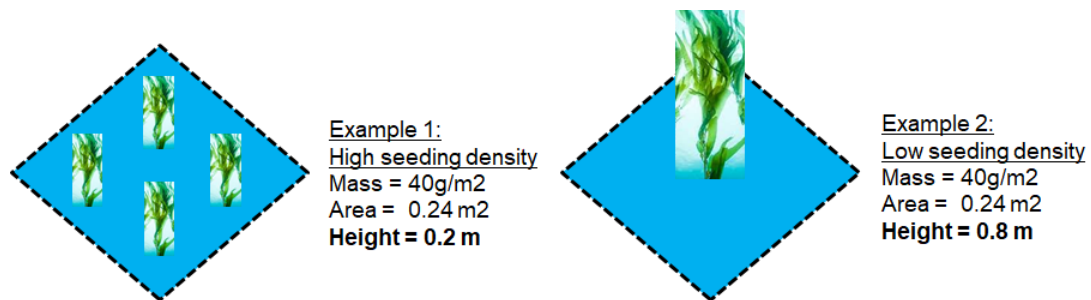 Example 1:
High seeding density
Mass = 40g/m2
Area = 0.24 m2
Height = 0.2 m
Example 2:
Low seeding density
Mass = 40g/m2
Area = 0.24 m2
Height = 0.8 m